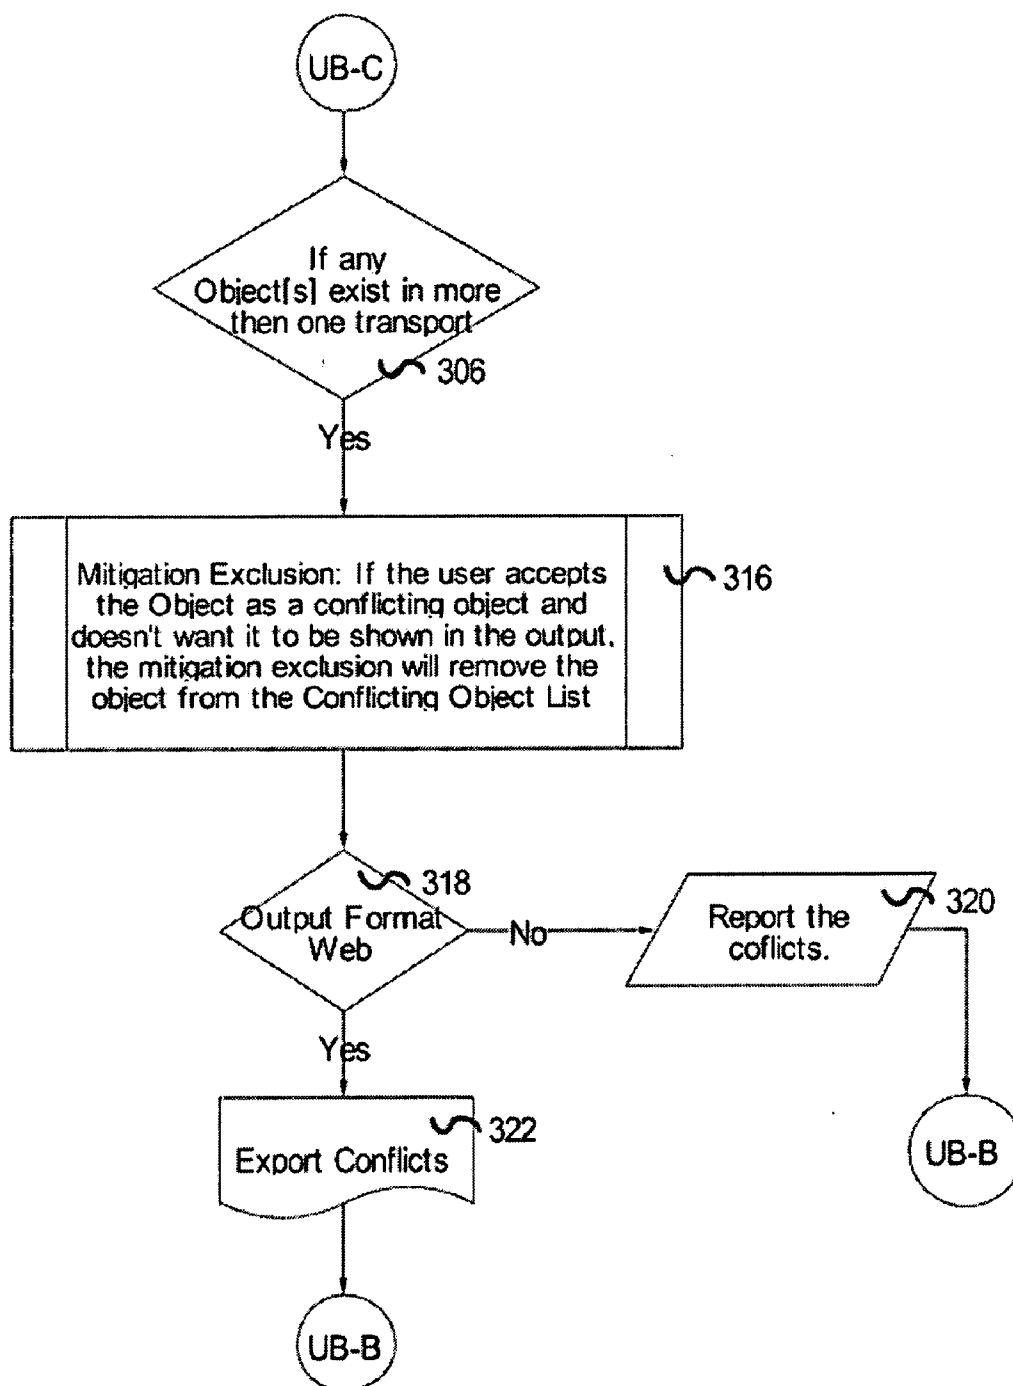 UB-C
If any
Object[s] exist in more
then one transport
306
Yes
Mitigation Exclusion: If the user accepts
the Object as a conflicting object and
doesn't want it to be shown in the output,
the mitigation exclusion will remove the
object from the Conflicting Object List
316
318
Output Format
Web
No
Report the
coflicts.
320
Yes
Export Conflicts
322
UB-B
UB-B